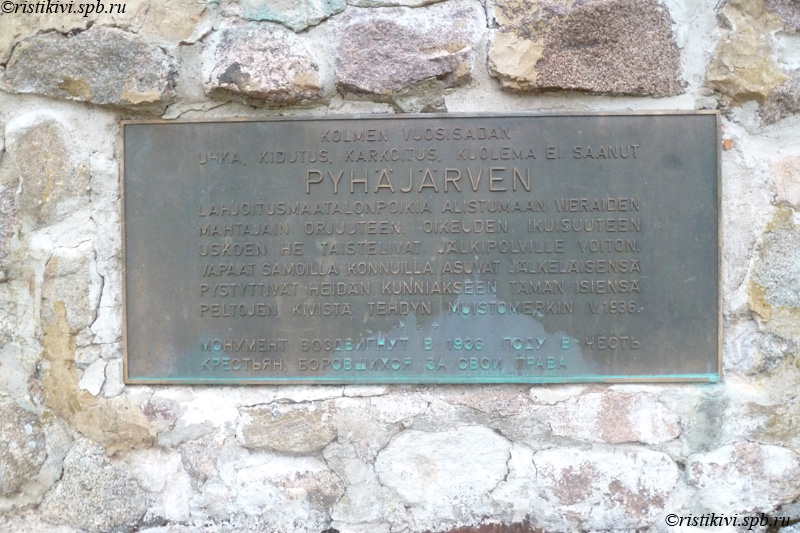 ©ristikivi.spb.ru
KOLMEN VUOSISADAN
UHKA, KIDUTUS, KARKOITUS, KUOLEMA EI SAANUT
PYHÄJÄRVEN
LAHJOITUSMAATALONPOIKIA ALISTUMAAN VIERAIDEN
MAHTAJAIN ORJUUTEEN. OIKEUDEN IKUISUUTEEN
USKOEN HE TAISTELIVAT JÄLKIPOLVILLE VOITON.
VAPAAT SAMOILLA KONNUILLA ASUVAT JÄLKELÄISENSÄ
PYSTYTTIVÄT HEIDÄN KUNNIAKSEEN TÄMÄN ISIENSÄ
PELTOJEN KIVISTÄ TEHDYN MUISTOMERKIN V.1936.
МОНУМЕНТ ВОЗДВИГНУТ В 1936 ГОДУ В ЧЕСТЬ
КРЕСТЬЯН, БОРОВШИХСЯ ЗА СВОИ ПРАВА
©ristikivi.spb.ru